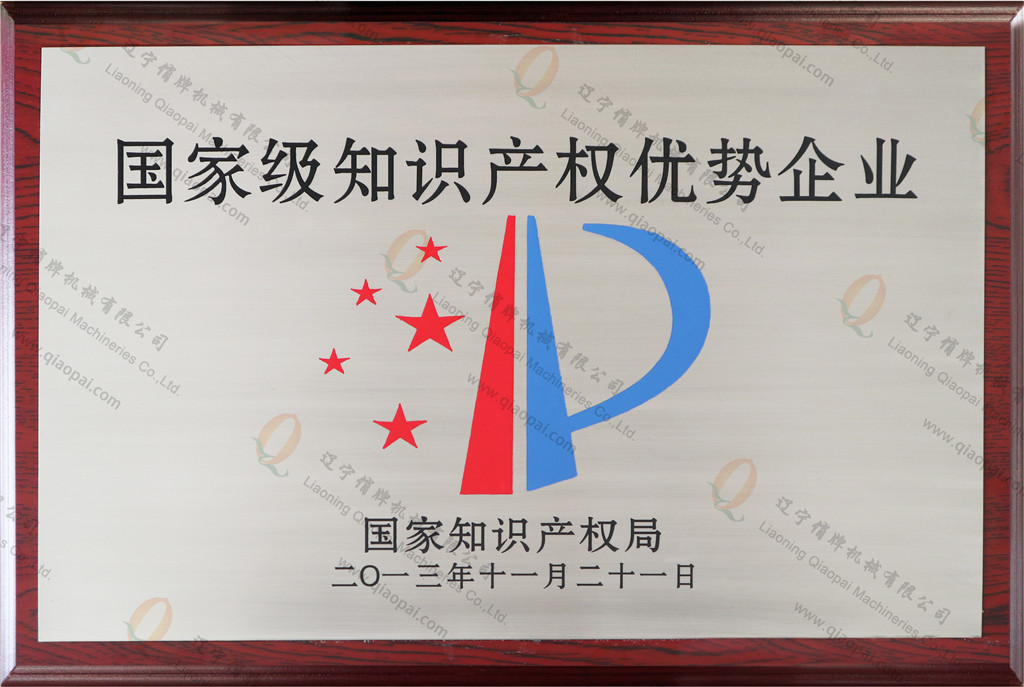 国家级知识产权优势企业
国家知识产权局
二〇一三年十一月二十一日
辽宁俏牌机械有限公司
Liaoning Qiaopai Machineries Co.,Ltd.
www.qiaopai.com